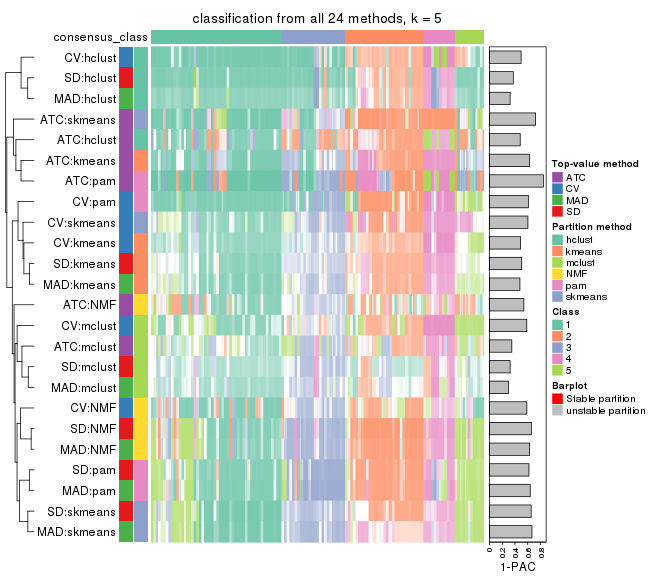 classification from all 24 methods, k = 5
consensus_class
CV:hclust
SD:hclust
MAD:hclust
ATC:skmeans
ATC:hclust
ATC:kmeans
ATC:pam
CV:pam
CV:skmeans
CV:kmeans
SD:kmeans
MAD:kmeans
ATC:NMF
CV:mclust
ATC:mclust
SD:mclust
MAD:mclust
CV:NMF
SD:NMF
MAD:NMF
SD:pam
MAD:pam
SD:skmeans
MAD:skmeans
0 0.2 0.4 0.6 0.8
1-PAC
Top-value method
ATC
CV
MAD
SD
Partition method
hclust
kmeans
mclust
NMF
pam
skmeans
Class
1
2
3
4
5
Barplot
Stable partition
unstable partition